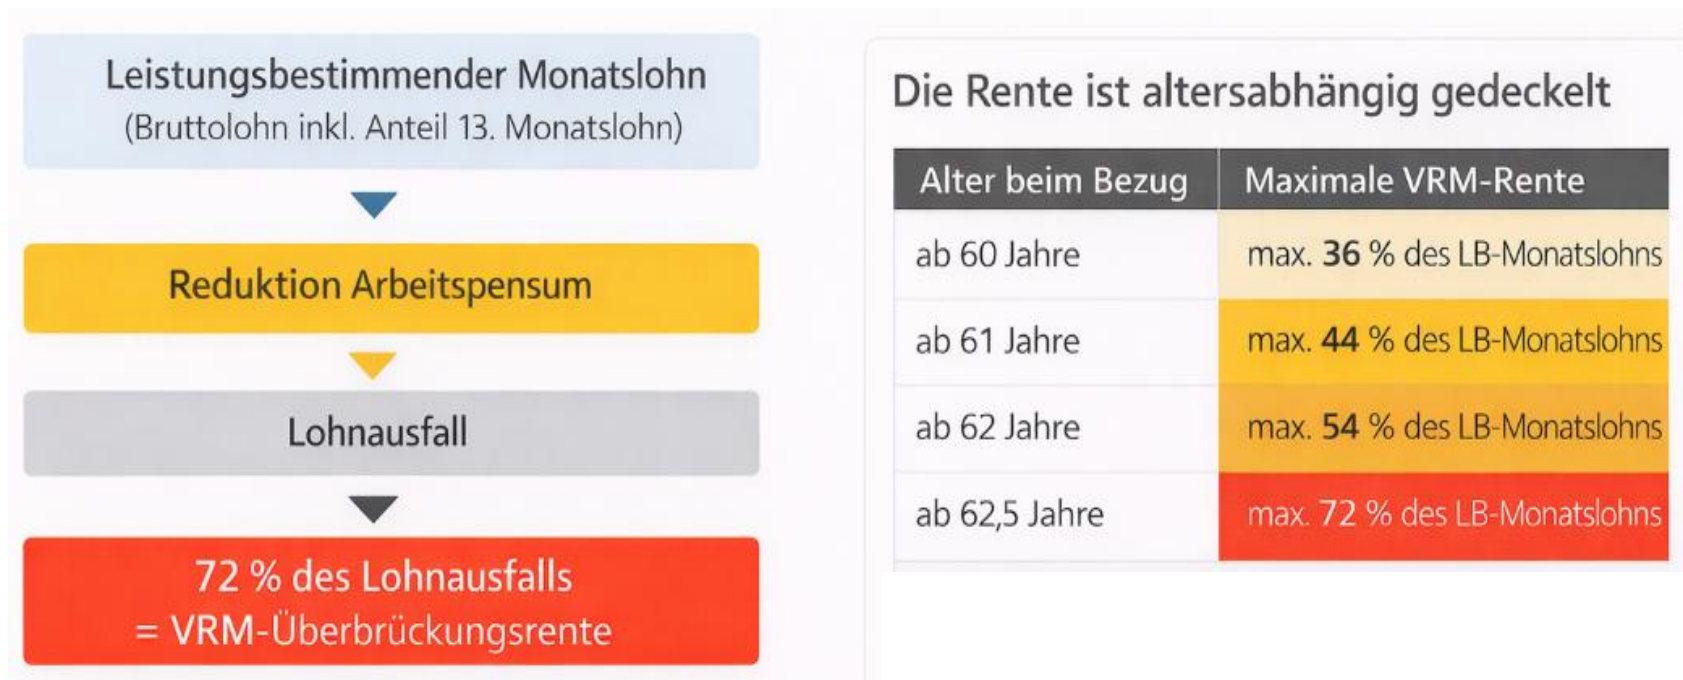 Leistungsbestimmender Monatslohn
(Bruttolohn inkl. Anteil 13. Monatslohn)
Reduktion Arbeitspensum
Lohnausfall
72 % des Lohnausfalls
= VRM-Überbrückungsrente
Die Rente ist altersabhängig gedeckelt
Alter beim Bezug Maximale VRM-Rente
ab 60 Jahre max. 36 % des LB-Monatslohns
ab 61 Jahre max. 44 % des LB-Monatslohns
ab 62 Jahre max. 54 % des LB-Monatslohns
ab 62,5 Jahre max. 72 % des LB-Monatslohns